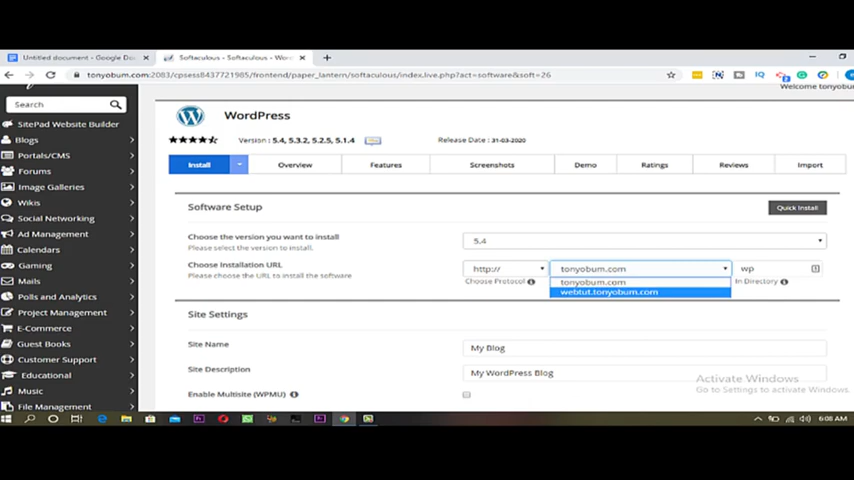 Untitled document - Google Do
Softaculous - Softaculous - Wor
tonyobum.com:2083/cpsess8437721985/frontend/paper_lantern/softaculous/index.live.php?act=software&soft=26
Welcome tonyobum
Search
SitePad Website Builder
Blogs
Portals/CMS
Forums
Image Galleries
Wikis
Social Networking
Ad Management
Calendars
Gaming
Mails
Polls and Analytics
Project Management
E-Commerce
Guest Books
Customer Support
Educational
Music
File Management
WordPress
Version : 5.4, 5.3.2, 5.2.5, 5.1.4
Release Date : 31-03-2020
Install
Overview
Features
Screenshots
Demo
Ratings
Reviews
Import
Software Setup
Quick Install
Choose the version you want to install
Please select the version to install.
5.4
Choose Installation URL
Please choose the URL to install the software
http://
tonyobum.com
wp
Choose Protocol
tonyobum.com
webtut.tonyobum.com
In Directory
Site Settings
Site Name
My Blog
Site Description
My WordPress Blog
Enable Multisite (WPMU)
Activate Windows
Go to Settings to activate Windows.
6:08 AM